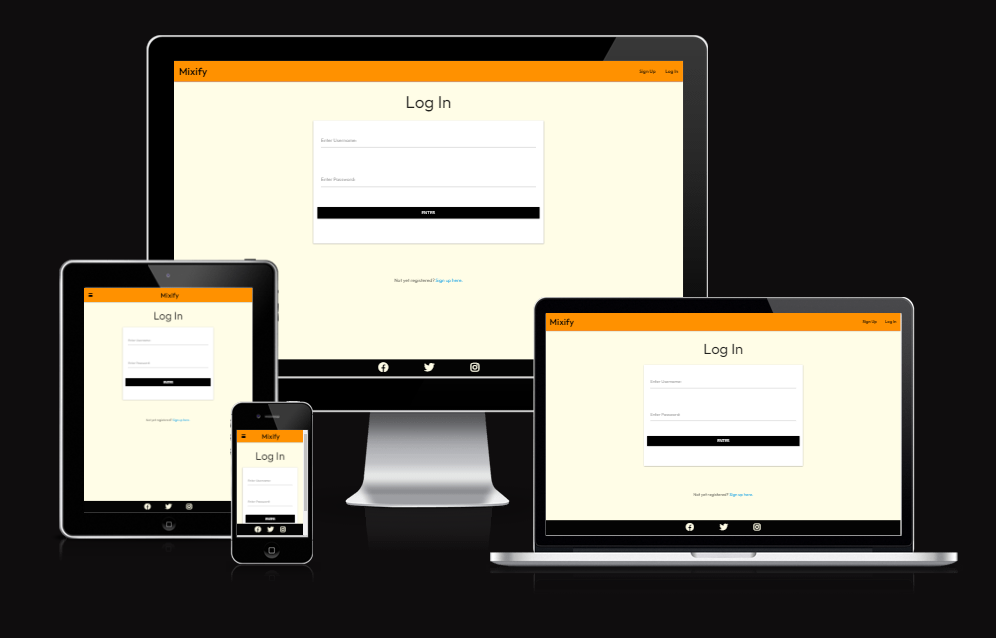 Mixify
Sign Up Log In
Log In
Enter Username
Enter Password
ENTER
Not yet registered? Sign up here.
Mixify
Log In
Enter Username
Enter Password
ENTER
Not yet registered? Sign up here.
Mixify
Log In
Enter Username
Enter Password
ENTER
Mixify
Sign Up Log In
Log In
Enter Username
Enter Password
ENTER
Not yet registered? Sign up here.